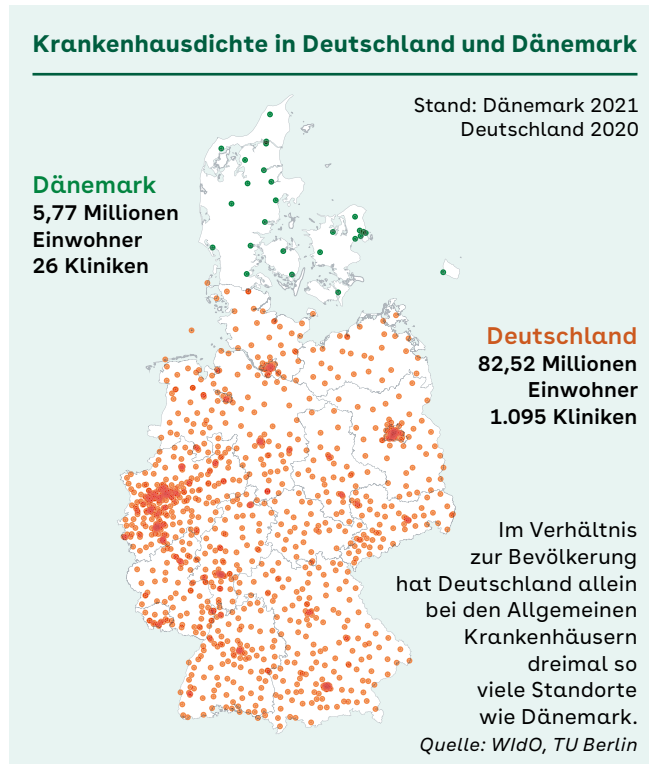 Krankenhausdichte in Deutschland und Dänemark
Stand: Dänemark 2021
Deutschland 2020
Dänemark
5,77 Millionen
Einwohner
26 Kliniken
Deutschland
82,52 Millionen
Einwohner
1.095 Kliniken
Im Verhältnis
zur Bevölkerung
hat Deutschland allein
bei den Allgemeinen
Krankenhäusern
dreimal so
viele Standorte
wie Dänemark.
Quelle: WIdO, TU Berlin